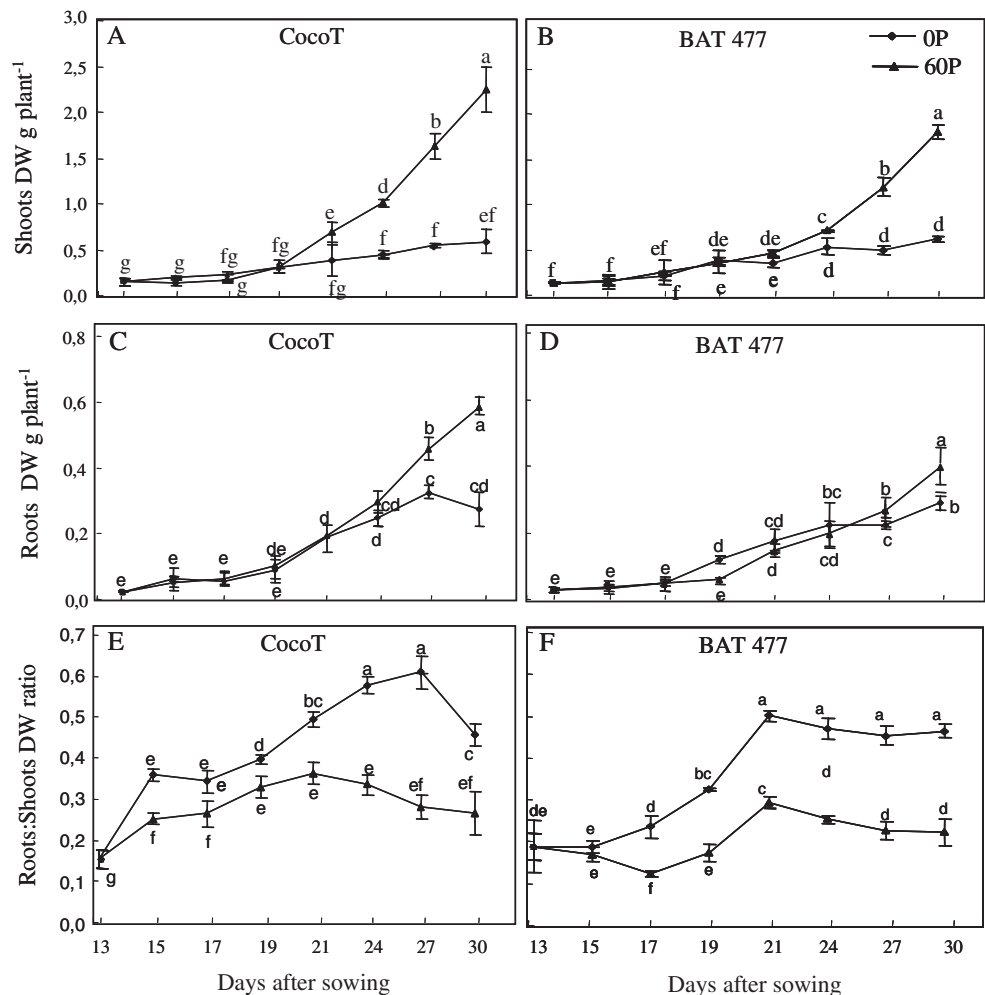 A
CocoT
B
BAT 477
0P
60P
Shoots DW g plant-1
3,0
2,5
2,0
1,5
1,0
0,5
0,0
g
g
fg
g
fg
e
fg
d
f
b
f
a
ef
f
f
ef
f
de
e
de
e
c
d
b
d
a
d
C
CocoT
D
BAT 477
Roots DW g plant-1
0,8
0,6
0,4
0,2
0,0
e
e
e
de
e
d
cd
d
b
c
a
cd
e
e
e
d
e
cd
d
bc
cd
b
c
a
b
E
CocoT
F
BAT 477
Roots:Shoots DW ratio
0,7
0,6
0,5
0,4
0,3
0,2
0,1
0,0
g
e
f
e
e
f
d
e
bc
e
a
e
a
ef
c
ef
de
e
e
d
f
bc
e
a
c
a
d
a
d
a
d
13 15 17 19 21 24 27 30
13 15 17 19 21 24 27 30
Days after sowing
Days after sowing